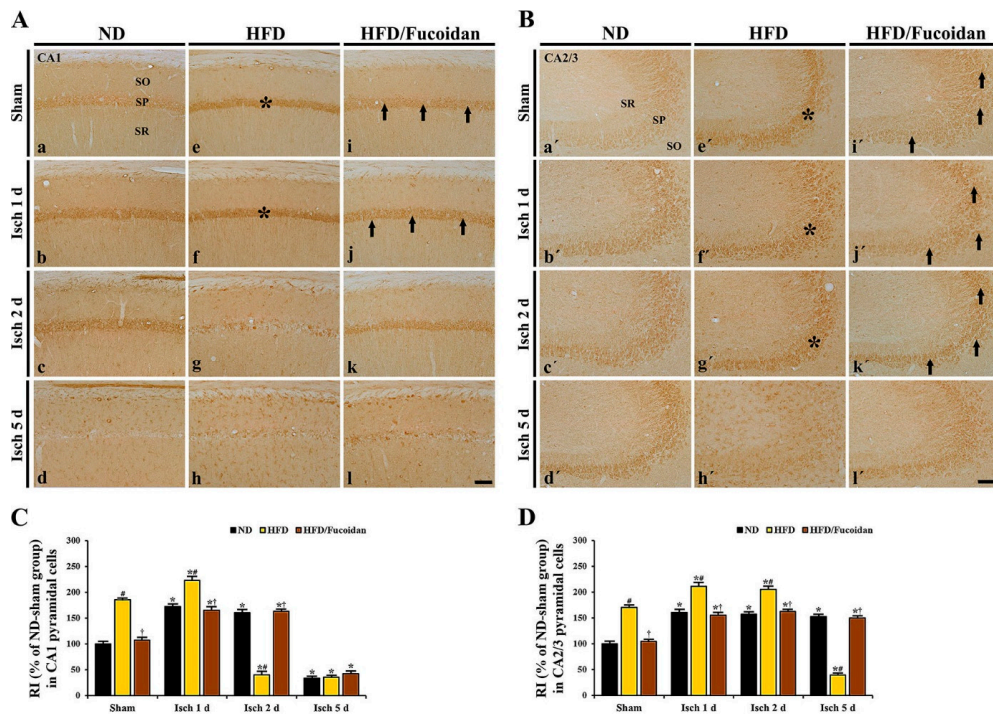 A
ND
HFD
HFD/Fucoidan
Sham
CA1
SO
SP
SR
a
e
*
i
Isch 1 d
b
f
*
j
Isch 2 d
c
g
k
Isch 5 d
d
h
l
B
ND
HFD
HFD/Fucoidan
Sham
CA2/3
SR
SP
SO
a´
e´
*
i´
Isch 1 d
b´
f´
*
j´
Isch 2 d
c´
g´
*
k´
Isch 5 d
d´
h´
l´
C
ND HFD HFD/Fucoidan
RI (% of ND-sham group)
in CA1 pyramidal cells
300
250
200
150
100
50
0
# † * *# *† * *# *† * * *
Sham Isch 1 d Isch 2 d Isch 5 d
D
ND HFD HFD/Fucoidan
RI (% of ND-sham group)
in CA2/3 pyramidal cells
300
250
200
150
100
50
0
# † * *# *† * *# *† * *# *†
Sham Isch 1 d Isch 2 d Isch 5 d